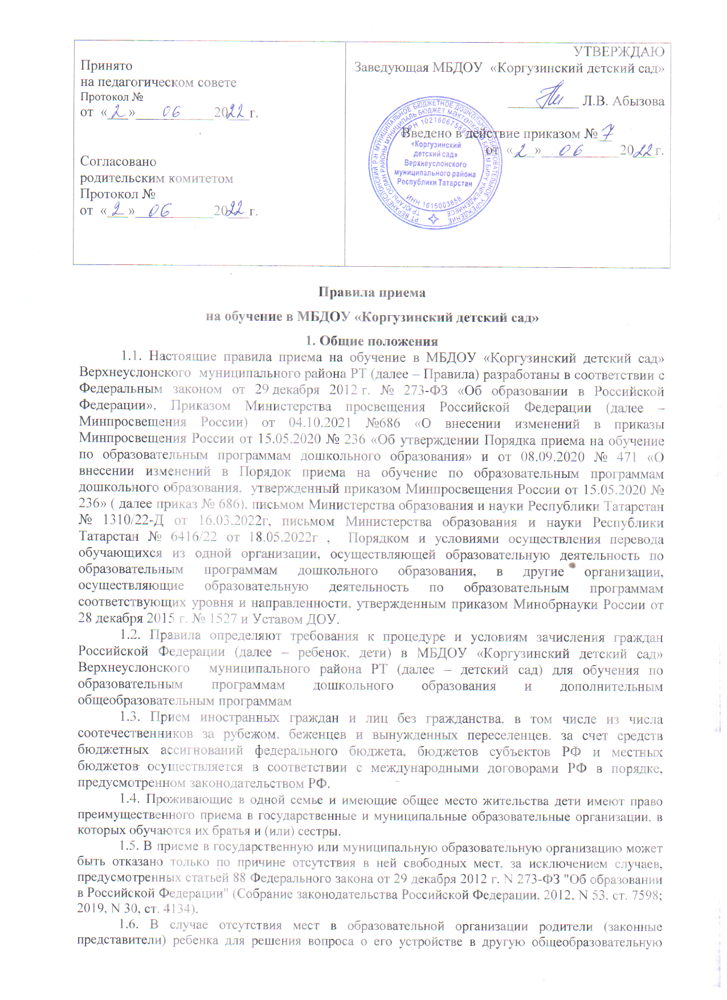 Принято
на педагогическом совете
Протокол №
от «2» 06 2022 г.
Согласовано
родительским комитетом
Протокол №
от «2» 06 2022 г.
УТВЕРЖДАЮ
Заведующая МБДОУ «Коргузинский детский сад»
Л.В. Абызова
Введено в действие приказом № 7
от «2» 06 2022 г.
«Коргузинский
детский сад»
Верхнеуслонского
муниципального района
Республики Татарстан
ИНН 1615003858
Правила приема
на обучение в МБДОУ «Коргузинский детский сад»
1. Общие положения
1.1. Настоящие правила приема на обучение в МБДОУ «Коргузинский детский сад»
Верхнеуслонского муниципального района РТ (далее – Правила) разработаны в соответствии с
Федеральным законом от 29 декабря 2012 г. № 273-ФЗ «Об образовании в Российской
Федерации», Приказом Министерства просвещения Российской Федерации (далее –
Минпросвещения России) от 04.10.2021 №686 «О внесении изменений в приказы
Минпросвещения России от 15.05.2020 № 236 «Об утверждении Порядка приема на обучение
по образовательным программам дошкольного образования» и от 08.09.2020 № 471 «О
внесении изменений в Порядок приема на обучение по образовательным программам
дошкольного образования, утвержденный приказом Минпросвещения России от 15.05.2020 №
236» ( далее приказ № 686), письмом Министерства образования и науки Республики Татарстан
№ 1310/22-Д от 16.03.2022г, письмом Министерства образования и науки Республики
Татарстан № 6416/22 от 18.05.2022г , Порядком и условиями осуществления перевода
обучающихся из одной организации, осуществляющей образовательную деятельность по
образовательным программам дошкольного образования, в другие организации,
осуществляющие образовательную деятельность по образовательным программам
соответствующих уровня и направленности, утвержденным приказом Минобрнауки России от
28 декабря 2015 г. № 1527 и Уставом ДОУ.
1.2. Правила определяют требования к процедуре и условиям зачисления граждан
Российской Федерации (далее – ребенок, дети) в МБДОУ «Коргузинский детский сад»
Верхнеуслонского муниципального района РТ (далее – детский сад) для обучения по
образовательным программам дошкольного образования и дополнительным
общеобразовательным программам
1.3. Прием иностранных граждан и лиц без гражданства, в том числе из числа
соотечественников за рубежом, беженцев и вынужденных переселенцев, за счет средств
бюджетных ассигнований федерального бюджета, бюджетов субъектов РФ и местных
бюджетов осуществляется в соответствии с международными договорами РФ в порядке,
предусмотренном законодательством РФ.
1.4. Проживающие в одной семье и имеющие общее место жительства дети имеют право
преимущественного приема в государственные и муниципальные образовательные организации, в
которых обучаются их братья и (или) сестры.
1.5. В приеме в государственную или муниципальную образовательную организацию может
быть отказано только по причине отсутствия в ней свободных мест, за исключением случаев,
предусмотренных статьей 88 Федерального закона от 29 декабря 2012 г. N 273-ФЗ "Об образовании
в Российской Федерации" (Собрание законодательства Российской Федерации, 2012, N 53, ст. 7598;
2019, N 30, ст. 4134).
1.6. В случае отсутствия мест в образовательной организации родители (законные
представители) ребенка для решения вопроса о его устройстве в другую общеобразовательную